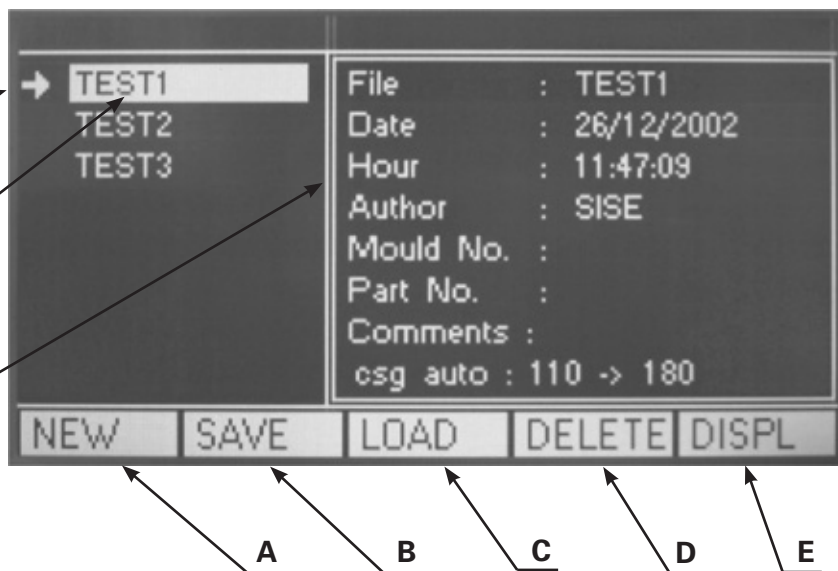 TEST1
TEST2
TEST3
File : TEST1
Date : 26/12/2002
Hour : 11:47:09
Author : SISE
Mould No. :
Part No. :
Comments :
csg auto : 110 -> 180
NEW SAVE LOAD DELETE DISPL
A B C D E